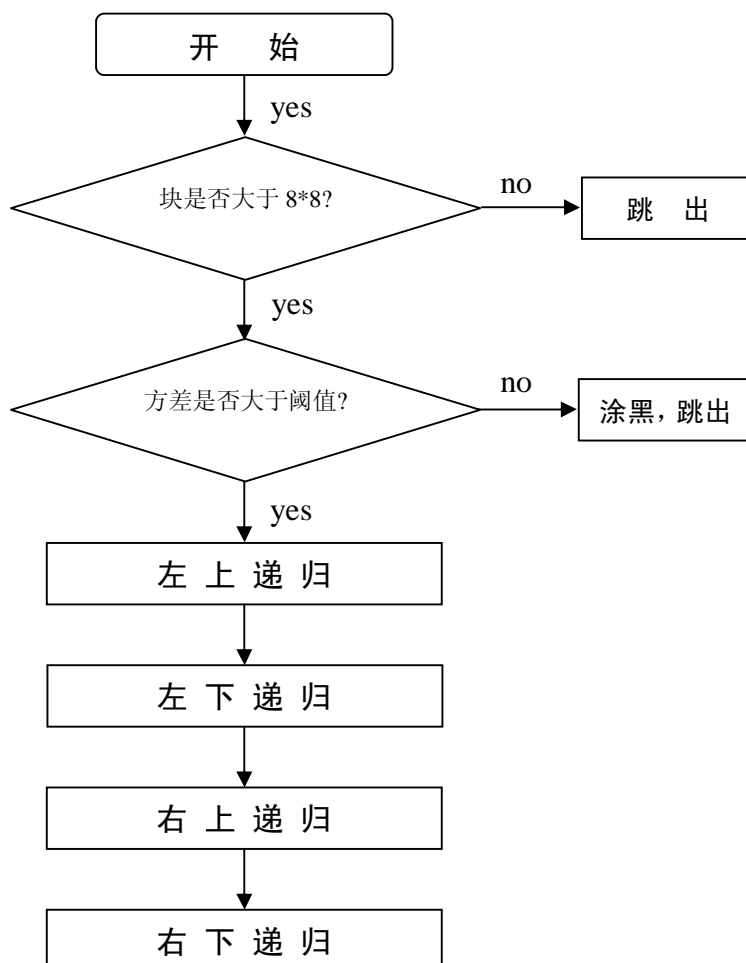 开 始
yes
块是否大于 8*8?
no
跳 出
yes
方差是否大于阈值?
no
涂黑，跳出
yes
左 上 递 归
左 下 递 归
右 上 递 归
右 下 递 归